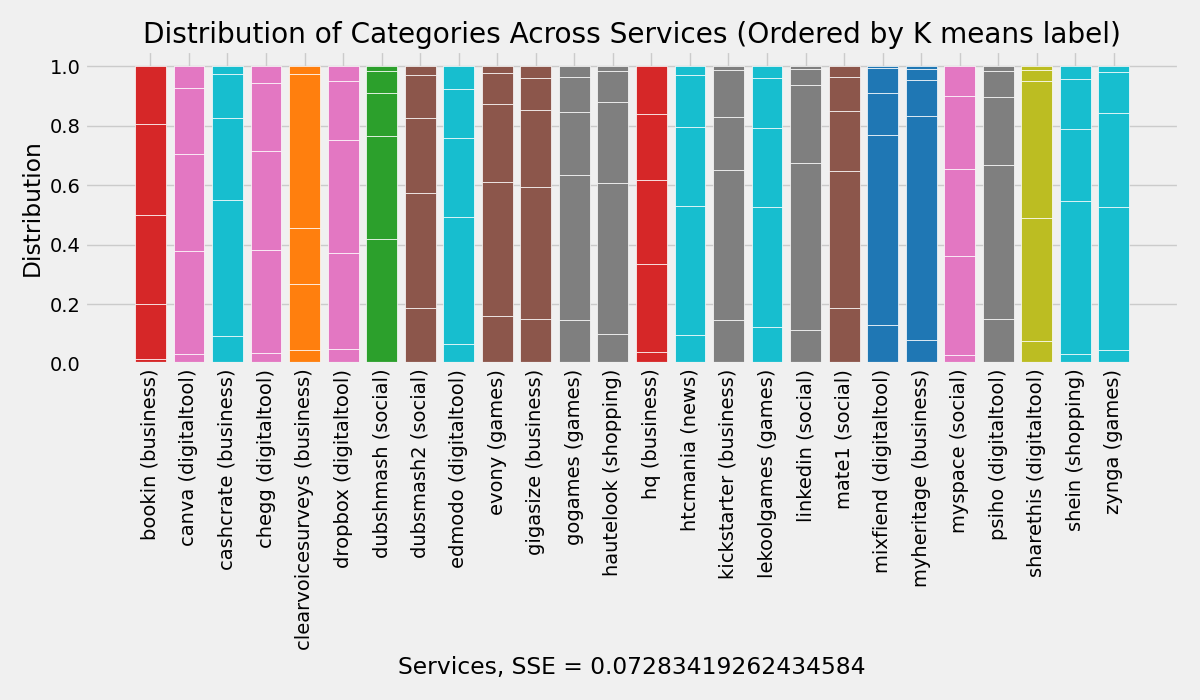 Distribution of Categories Across Services (Ordered by K means label)
Distribution
1.0
0.8
0.6
0.4
0.2
0.0
bookin (business)
canva (digitaltool)
cashcrate (business)
chegg (digitaltool)
clearvoicesurveys (business)
dropbox (digitaltool)
dubshmash (social)
dubsmash2 (social)
edmodo (digitaltool)
evony (games)
gigasize (business)
gogames (games)
hautelook (shopping)
hq (business)
htcmania (news)
kickstarter (business)
lekoolgames (games)
linkedin (social)
mate1 (social)
mixfiend (digitaltool)
myheritage (business)
myspace (social)
psiho (digitaltool)
sharethis (digitaltool)
shein (shopping)
zynga (games)
Services, SSE = 0.07283419262434584